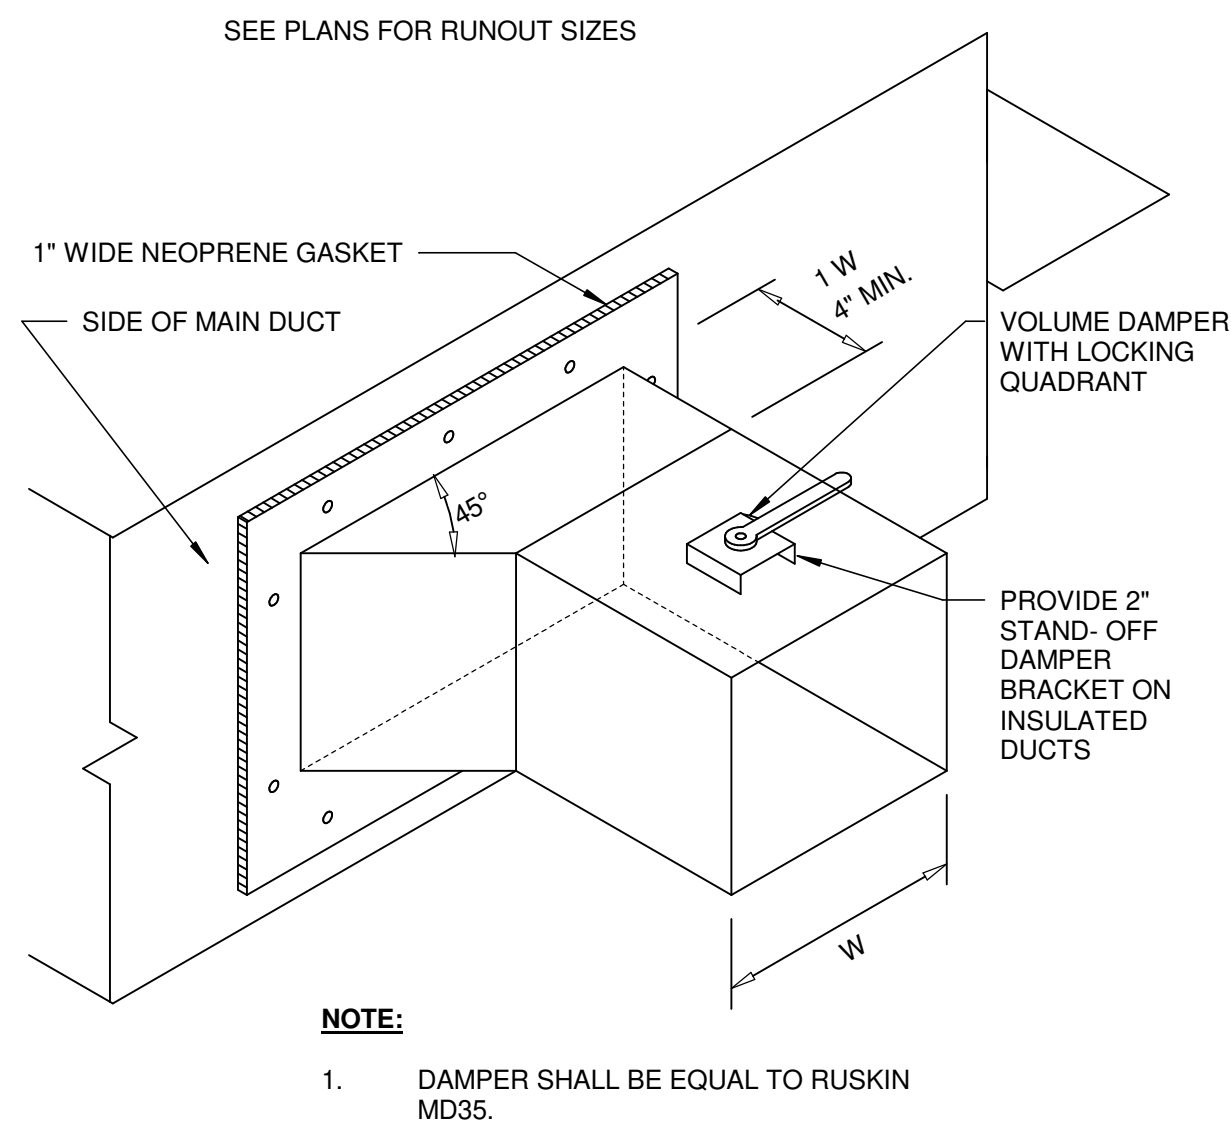 SEE PLANS FOR RUNOUT SIZES
1" WIDE NEOPRENE GASKET
SIDE OF MAIN DUCT
1 W
4" MIN.
VOLUME DAMPER
WITH LOCKING
QUADRANT
45°
PROVIDE 2"
STAND- OFF
DAMPER
BRACKET ON
INSULATED
DUCTS
W
NOTE:
1. DAMPER SHALL BE EQUAL TO RUSKIN
MD35.